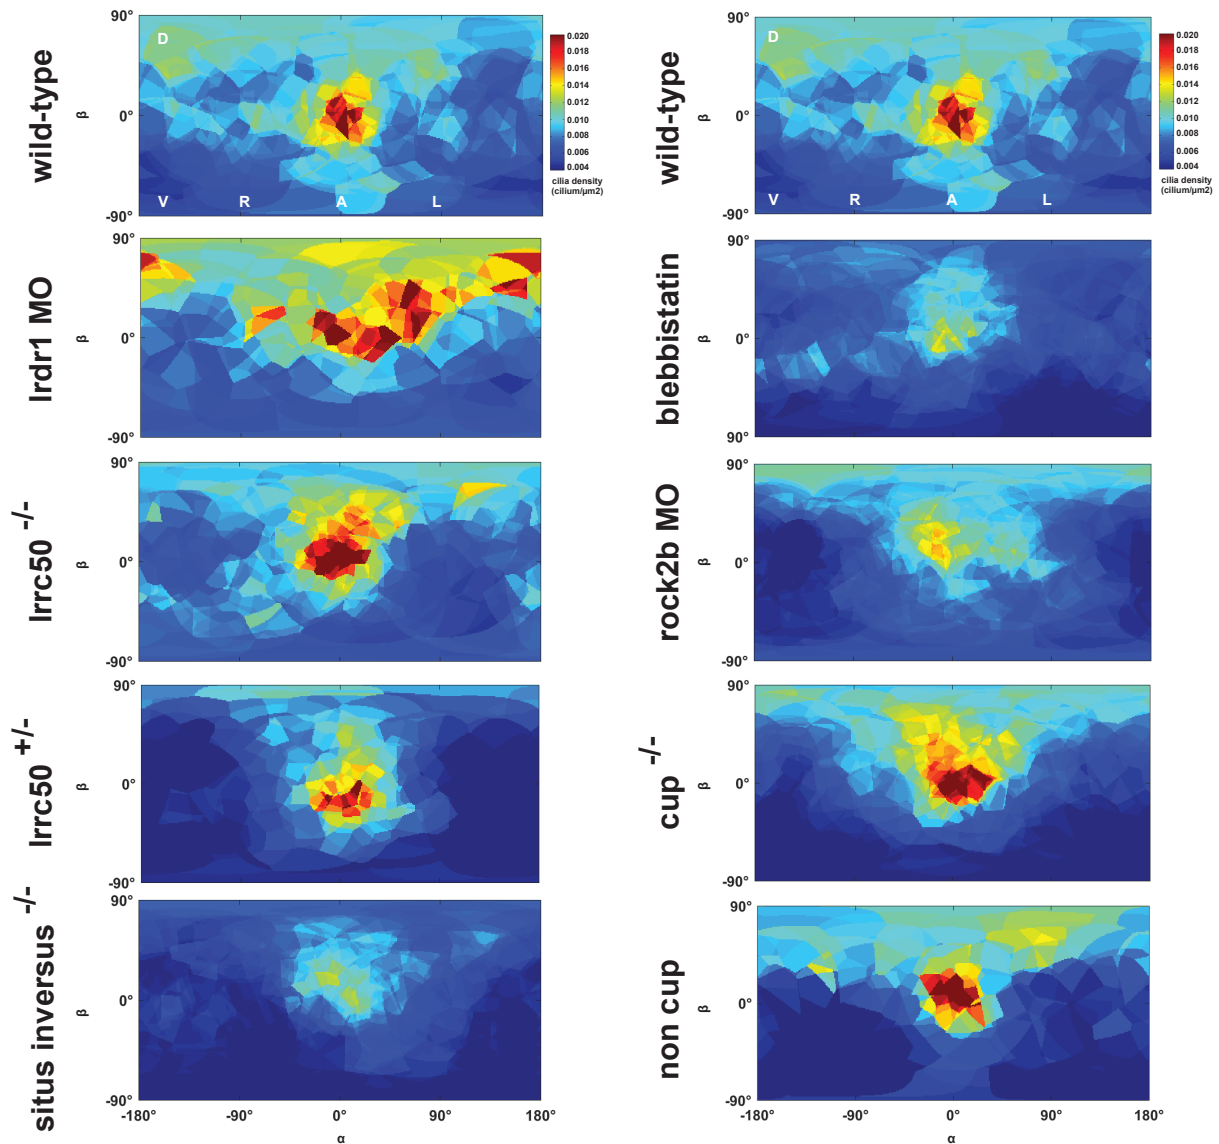 wild-type
90°
β
0°
-90°
D
V
R
A
L
0.020
0.018
0.016
0.014
0.012
0.010
0.008
0.006
0.004
cilia density
(cilium/µm2)
lrdr1 MO
90°
β
0°
-90°
lrrc50 -/-
90°
β
0°
-90°
lrrc50 +/-
90°
β
0°
-90°
situs inversus -/-
90°
β
0°
-90°
-180°
-90°
0°
90°
180°
α
wild-type
90°
β
0°
-90°
D
V
R
A
L
0.020
0.018
0.016
0.014
0.012
0.010
0.008
0.006
0.004
cilia density
(cilium/µm2)
blebbistatin
90°
β
0°
90°
rock2b MO
90°
β
0°
-90°
cup -/-
90°
β
0°
-90°
non cup
90°
β
0°
-90°
-180°
-90°
0°
90°
180°
α